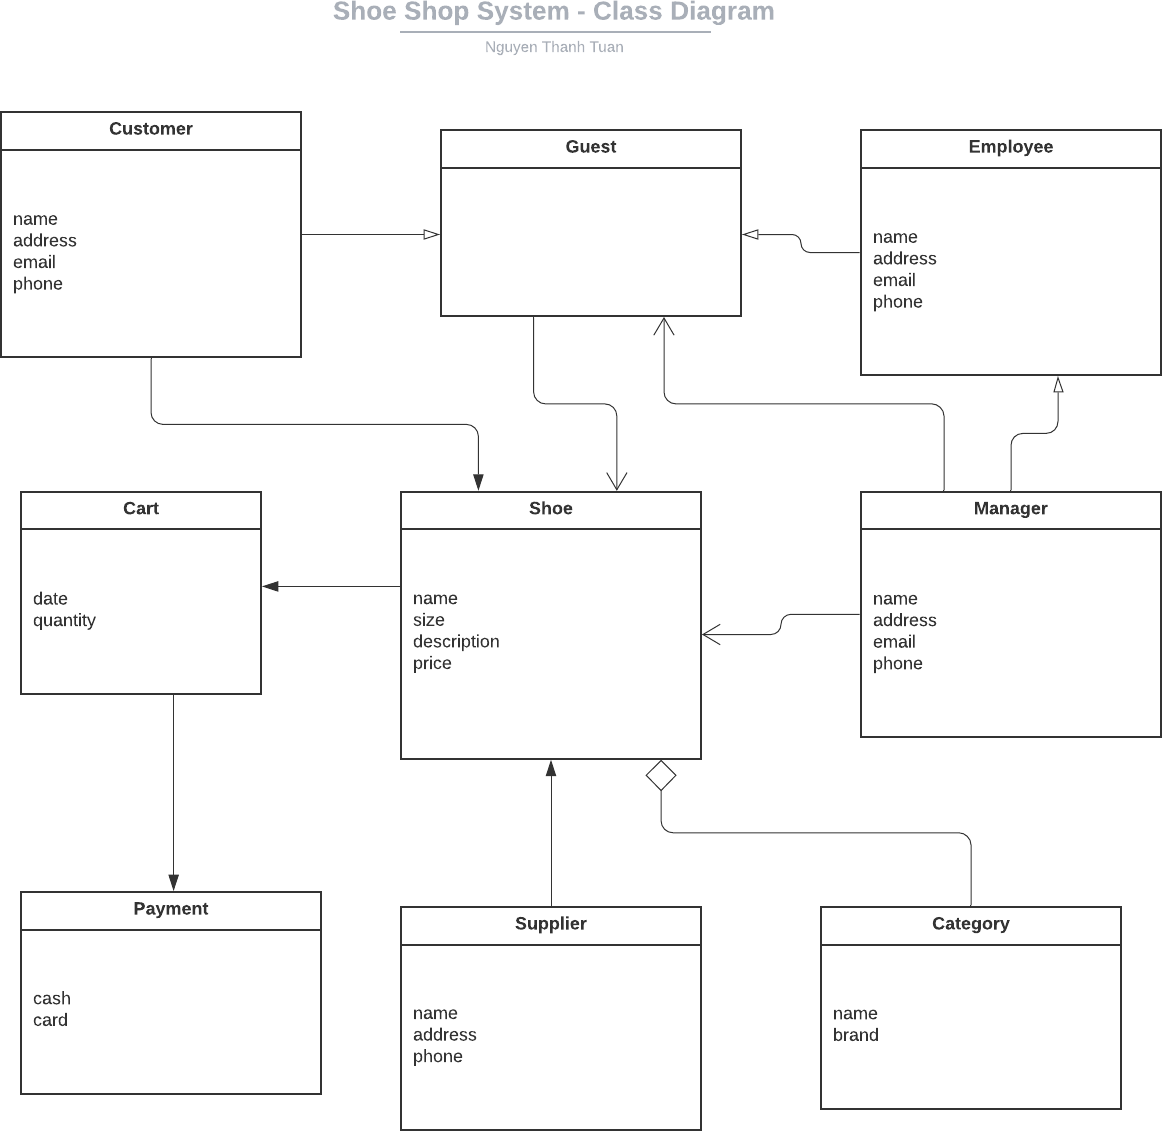 Shoe Shop System - Class Diagram
Nguyen Thanh Tuan
Customer
name
address
email
phone
Guest
Employee
name
address
email
phone
Cart
date
quantity
Shoe
name
size
description
price
Manager
name
address
email
phone
Payment
cash
card
Supplier
name
address
phone
Category
name
brand